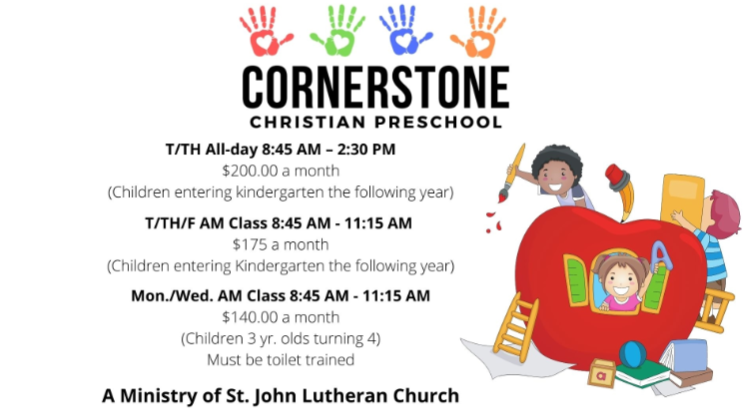 CORNERSTONE
CHRISTIAN PRESCHOOL
T/TH All-day 8:45 AM – 2:30 PM
$200.00 a month
(Children entering kindergarten the following year)
T/TH/F AM Class 8:45 AM - 11:15 AM
$175 a month
(Children entering Kindergarten the following year)
Mon./Wed. AM Class 8:45 AM - 11:15 AM
$140.00 a month
(Children 3 yr. olds turning 4)
Must be toilet trained
A
a
A Ministry of St. John Lutheran Church